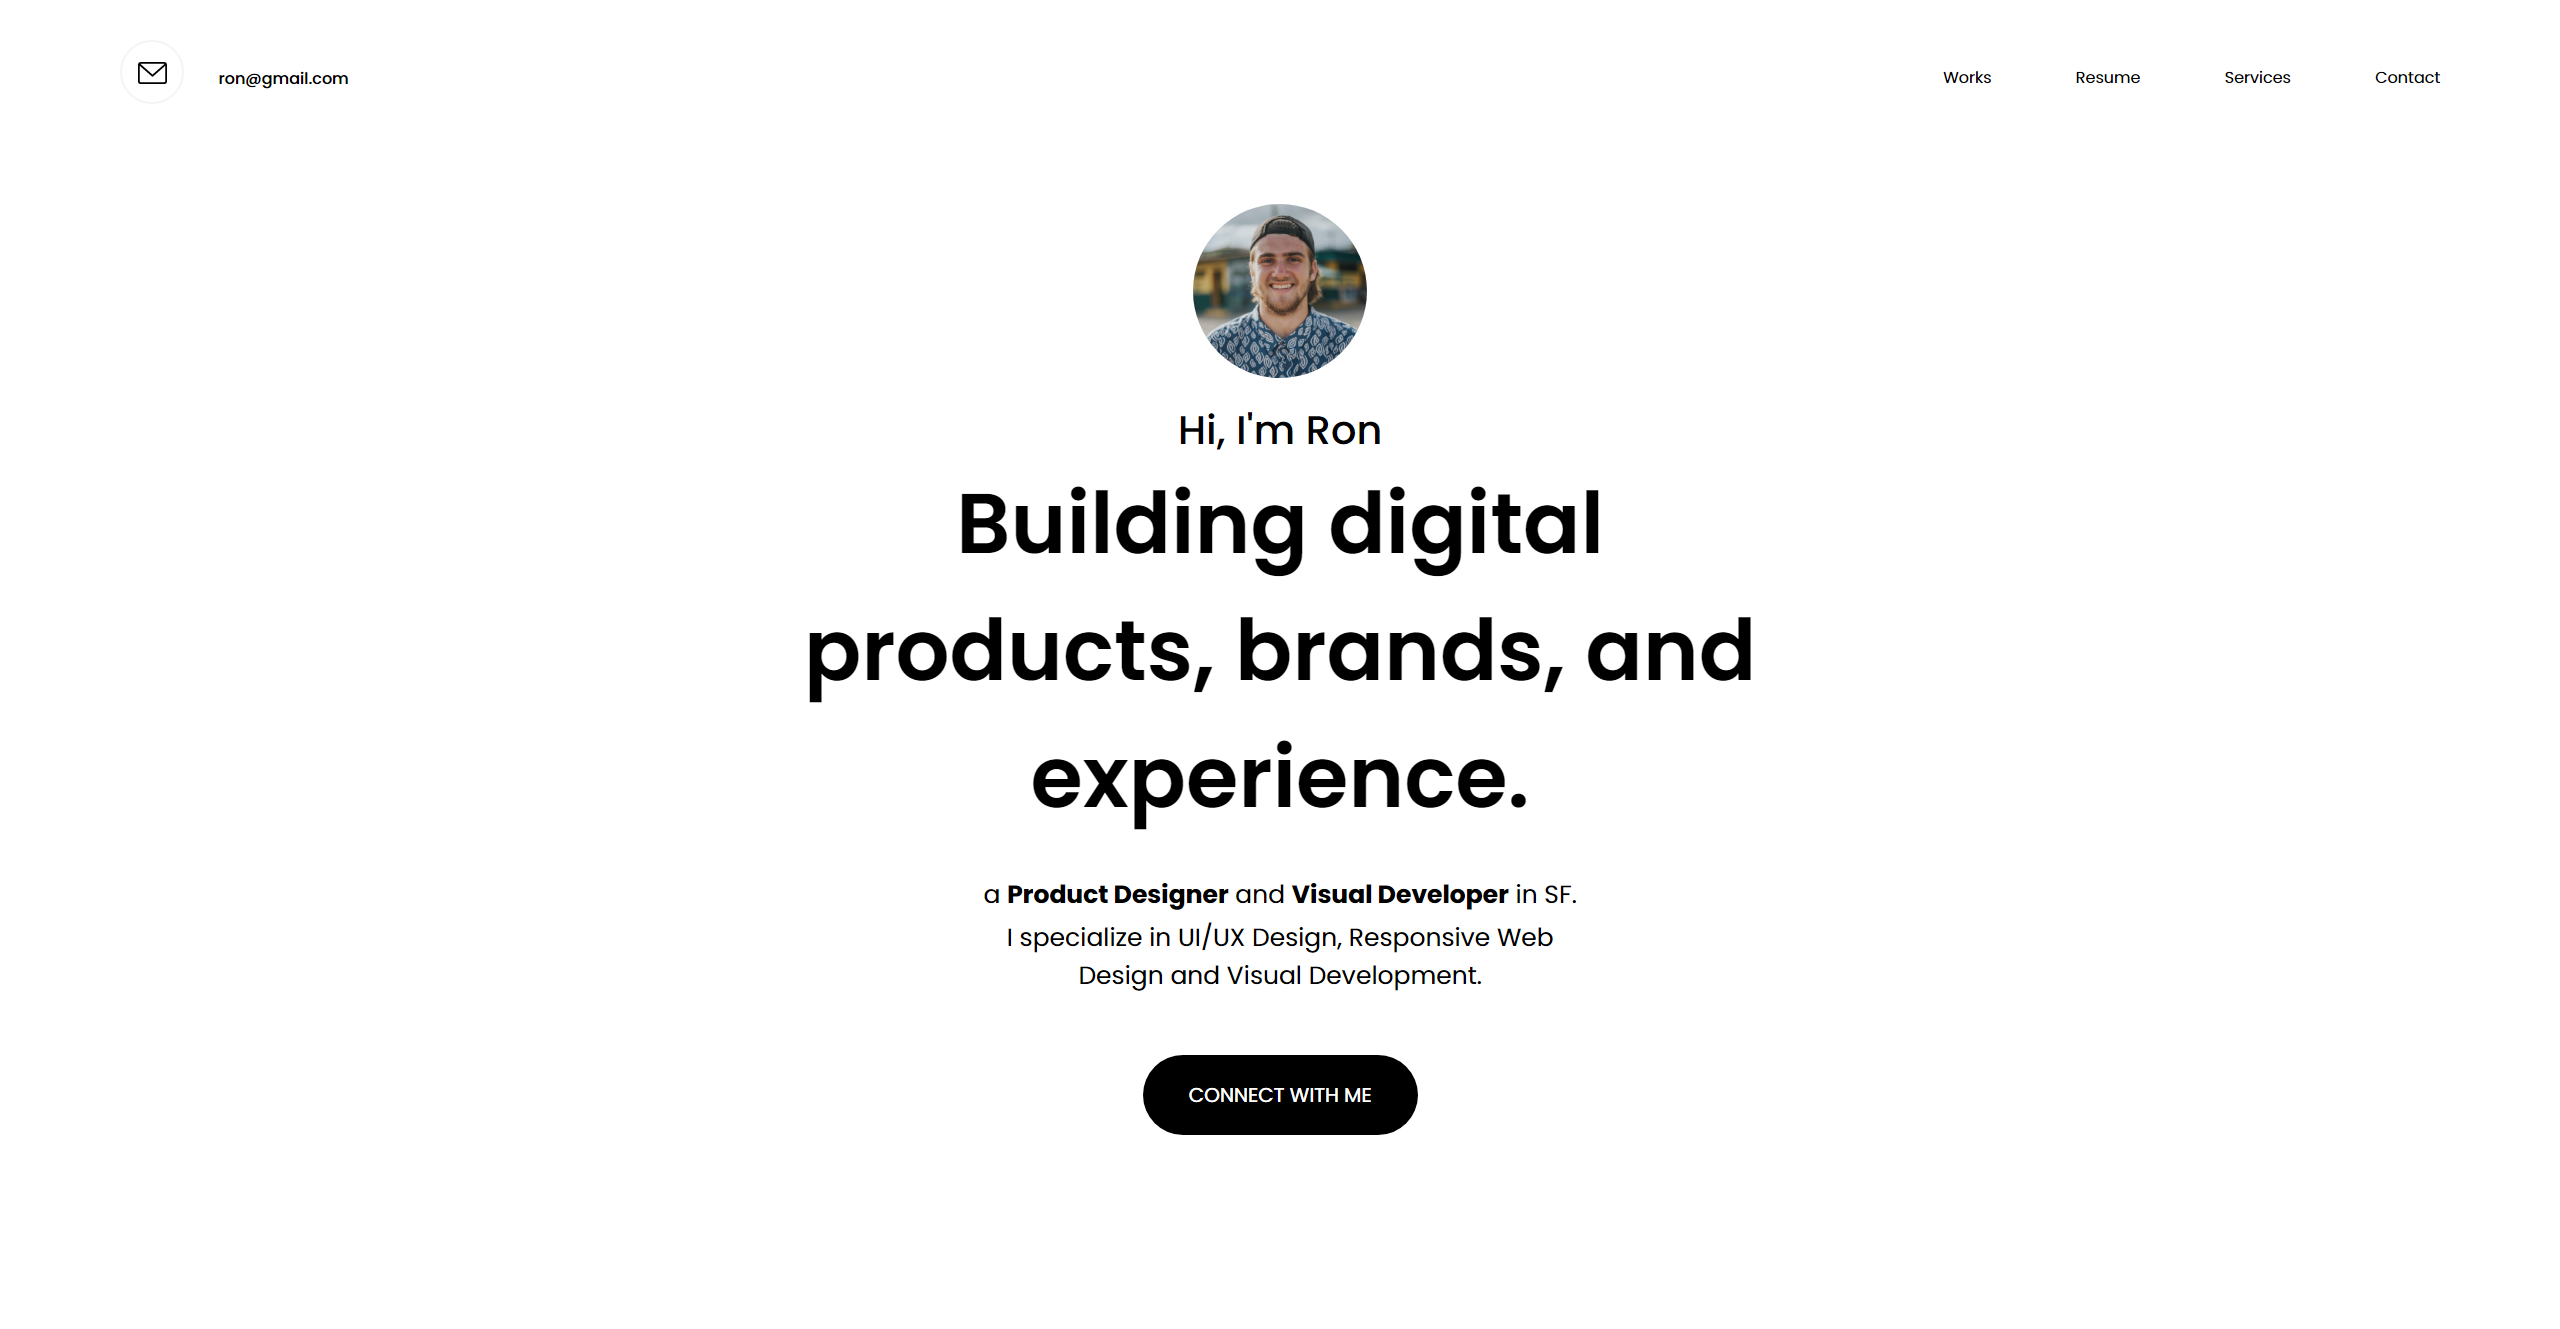 ron@gmail.com
Works Resume Services Contact
Hi, I'm Ron
Building digital
products, brands, and
experience.
a Product Designer and Visual Developer in SF.
I specialize in UI/UX Design, Responsive Web
Design and Visual Development.
CONNECT WITH ME